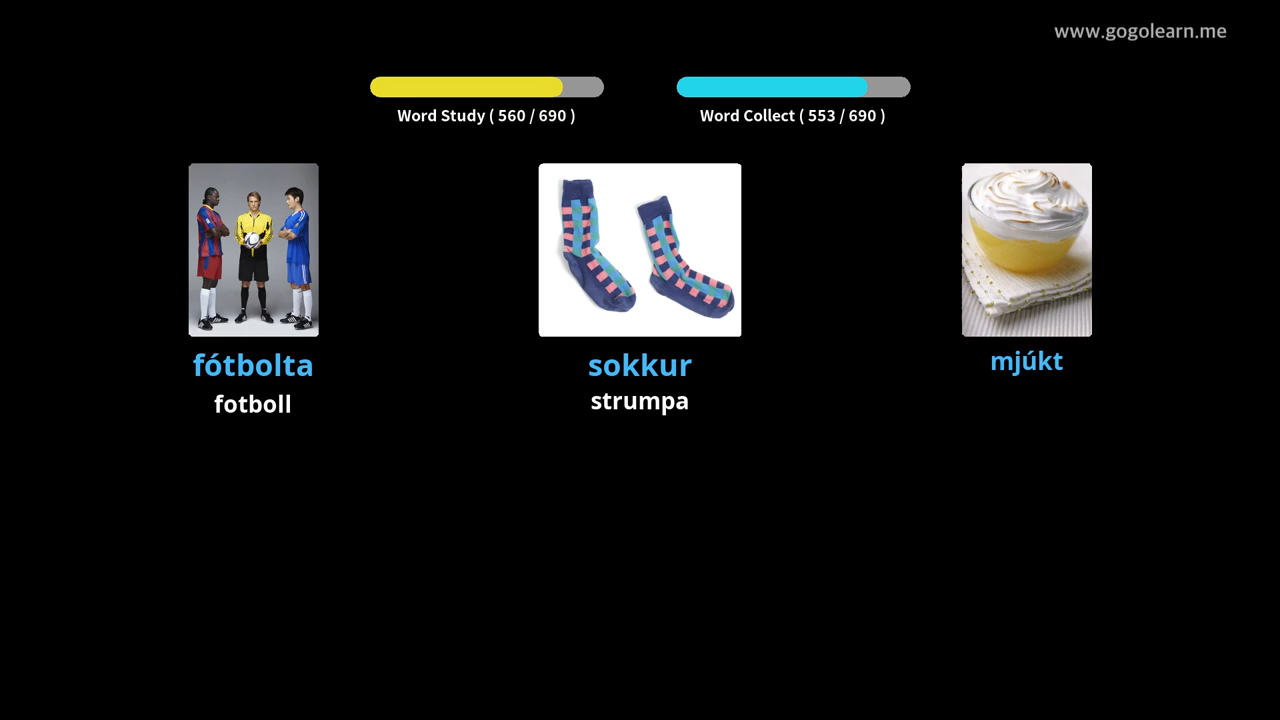 www.gogolearn.me
Word Study ( 560 / 690 )
Word Collect ( 553 / 690 )
fótbolta
fotboll
sokkur
strumpa
mjúkt